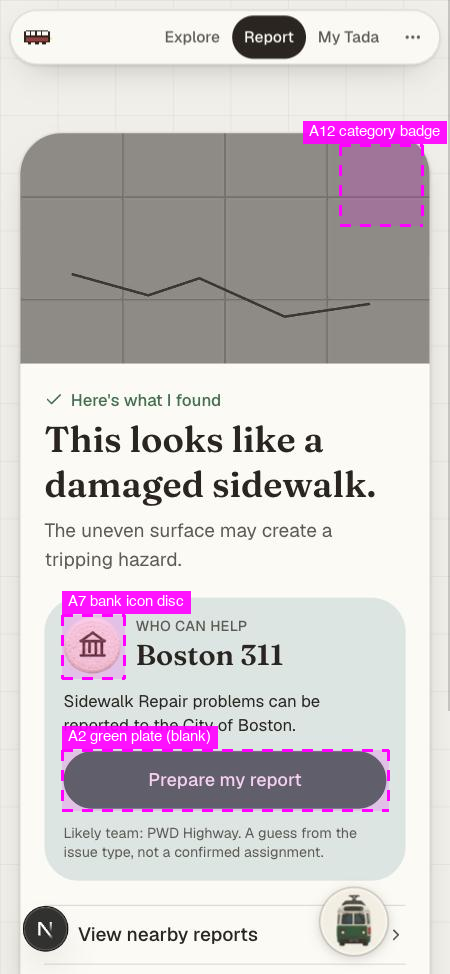 Explore Report My Tada
A12 category badge
Here's what I found
This looks like a
damaged sidewalk.
The uneven surface may create a
tripping hazard.
A7 bank icon disc
WHO CAN HELP
Boston 311
Sidewalk Repair problems can be
reported to the City of Boston.
A2 green plate (blank)
Prepare my report
Likely team: PWD Highway. A guess from the
issue type, not a confirmed assignment.
N View nearby reports